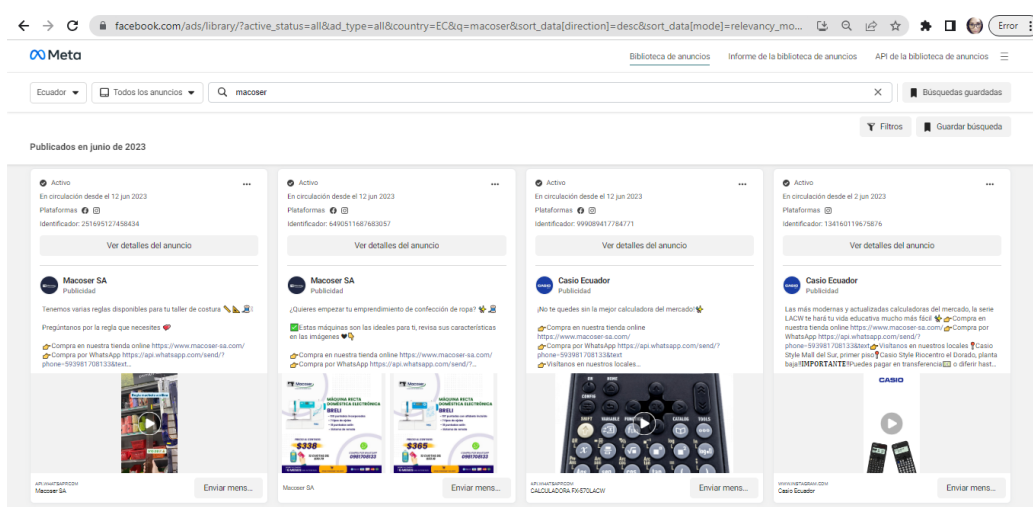 facebook.com/ads/library/?active_status=all&ad_type=all&country=EC&q=macoser&sort_data[direction]=desc&sort_data[mode]=relevancy_mo...
Error
Meta
Biblioteca de anuncios
Informe de la biblioteca de anuncios
API de la biblioteca de anuncios
Ecuador
Todos los anuncios
macoser
Búsquedas guardadas
Filtros
Guardar búsqueda
Publicados en junio de 2023
Activo
En circulación desde el 12 jun 2023
Plataformas
Identificador: 251695127458434
Ver detalles del anuncio
Macoser SA
Publicidad
Tenemos varias reglas disponibles para tu taller de costura
Pregúntanos por la regla que necesites
Compra en nuestra tienda online https://www.macoser-sa.com/
Compra por WhatsApp https://api.whatsapp.com/send/?
phone=593981708133&text...
API.WHATSAPP.COM
Macoser SA
Enviar mens...
Activo
En circulación desde el 12 jun 2023
Plataformas
Identificador: 6490511687683057
Ver detalles del anuncio
Macoser SA
Publicidad
¿Quieres empezar tu emprendimiento de confección de ropa?
Estas máquinas son las ideales para ti, revisa sus características
en las imágenes
Compra en nuestra tienda online https://www.macoser-sa.com/
Compra por WhatsApp https://api.whatsapp.com/send/?...
MÁQUINA RECTA
DOMÉSTICA ELECTRÓNICA
BRELI
$338
0981708133
MÁQUINA RECTA
DOMÉSTICA ELECTRÓNICA
BRELI
$365
0981708133
Macoser SA
Enviar mens...
Activo
En circulación desde el 12 jun 2023
Plataformas
Identificador: 999089417784771
Ver detalles del anuncio
Casio Ecuador
Publicidad
¡No te quedes sin la mejor calculadora del mercado!
Compra en nuestra tienda online
https://www.macoser-sa.com/
Compra por WhatsApp https://api.whatsapp.com/send/?
phone=593981708133&text
Visítanos en nuestros locales...
CONFIG
SHIFT
VARIABLE
CATALOG
TOOLS
API.WHATSAPP.COM
CALCULADORA FX-570LACW
Enviar mens...
Activo
En circulación desde el 2 jun 2023
Plataformas
Identificador: 134160119675876
Ver detalles del anuncio
Casio Ecuador
Publicidad
Las más modernas y actualizadas calculadoras del mercado, la serie
LACW te hará tu vida educativa mucho más fácil Compra en
nuestra tienda online https://www.macoser-sa.com/ Compra por
WhatsApp https://api.whatsapp.com/send/?
phone=593981708133&text Visítanos en nuestros locales Casio
Style Mall del Sur, primer piso Casio Style Riocentro el Dorado, planta
baja IMPORTANTE Puedes pagar en transferencia o diferir hast...
CASIO
WWW.INSTAGRAM.COM
Casio Ecuador
Enviar mens...